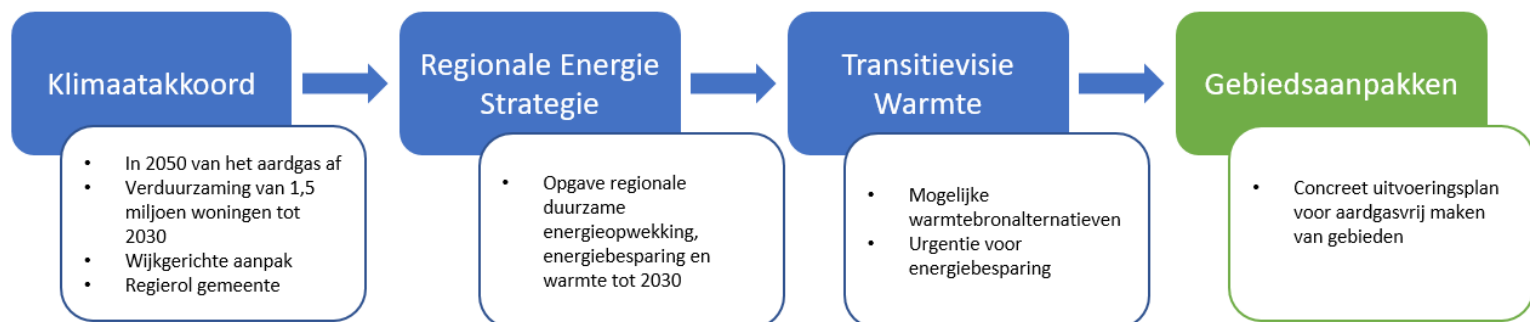 Klimaatakkoord
• In 2050 van het aardgas af
• Verduurzaming van 1,5
miljoen woningen tot
2030
• Wijkgerichte aanpak
• Regierol gemeente
Regionale Energie
Strategie
• Opgave regionale
duurzame
energieopwekking,
energiebesparing en
warmte tot 2030
Transitievisie
Warmte
• Mogelijke
warmtebronalternatieven
• Urgentie voor
energiebesparing
Gebiedsaanpakken
• Concreet uitvoeringsplan
voor aardgasvrij maken
van gebieden